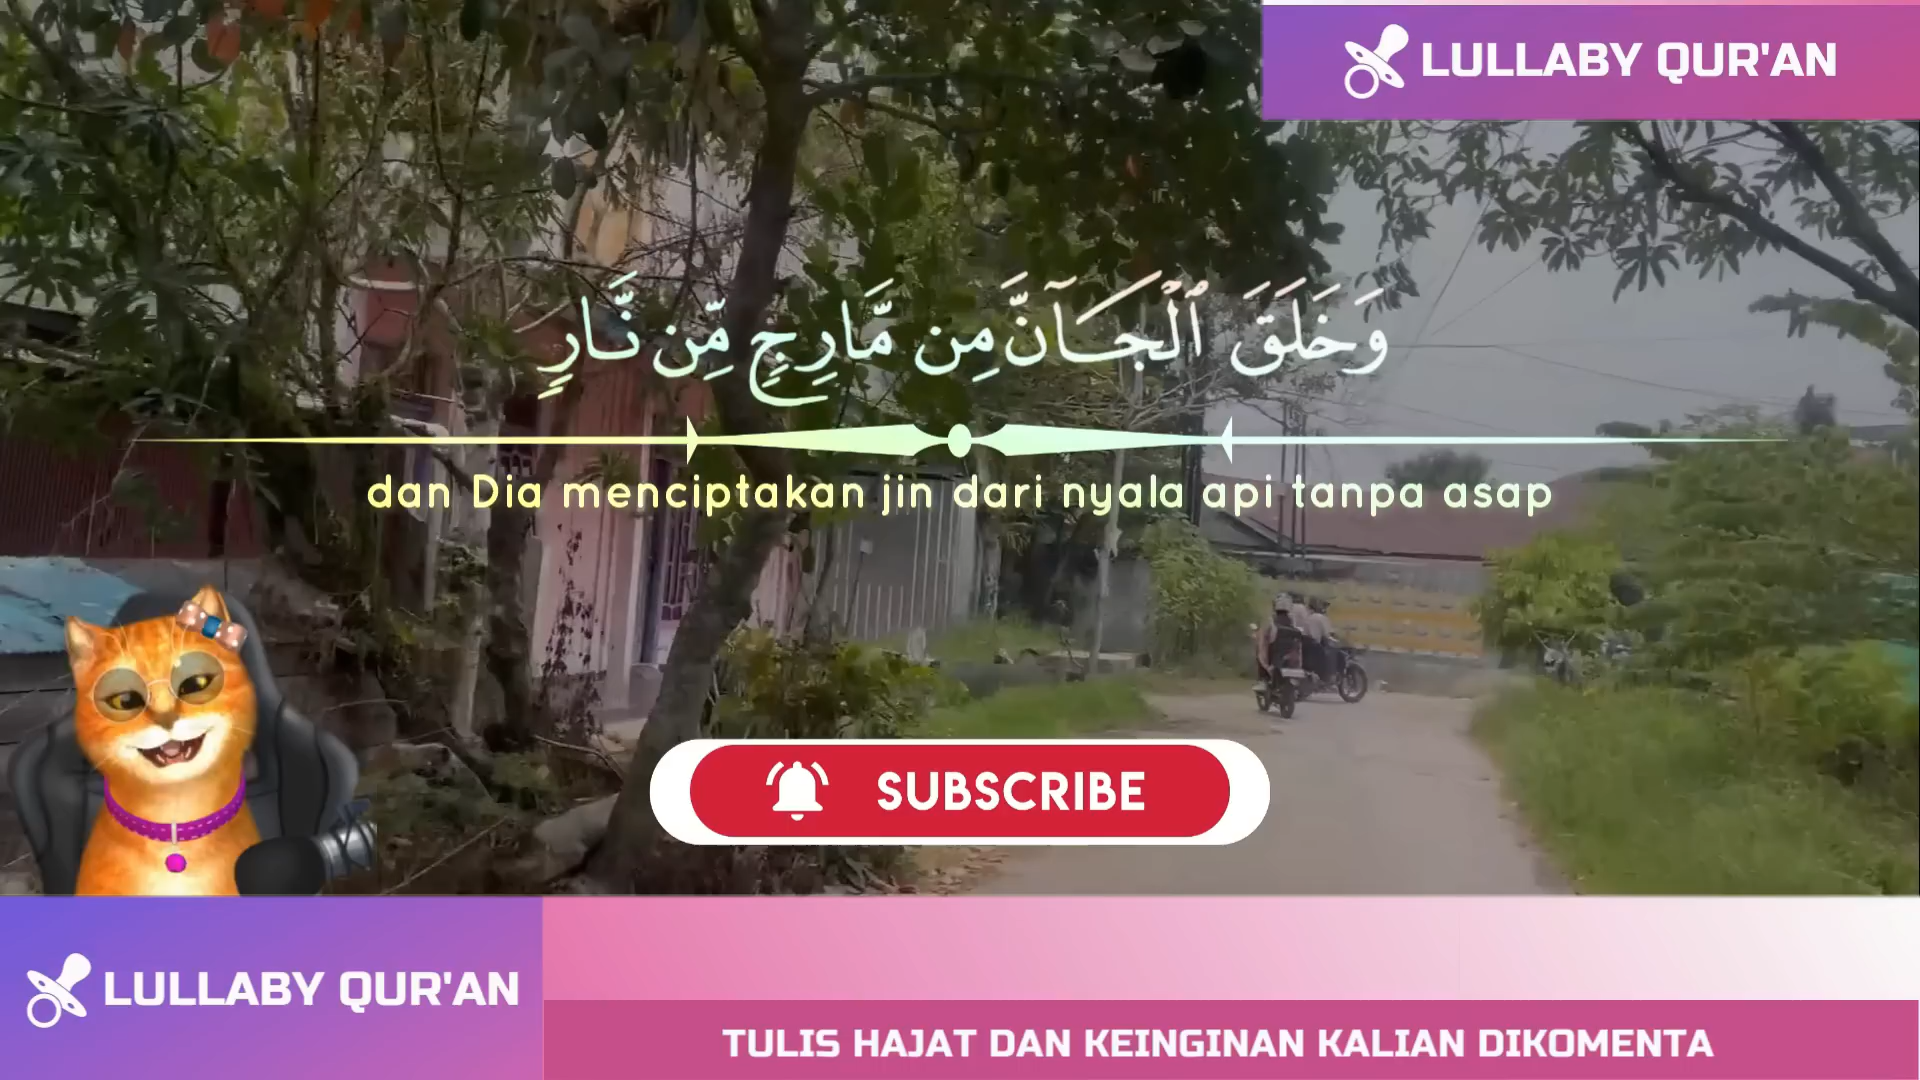 LULLABY QUR'AN
وَخَلَقَ ٱلْجَآنَّ مِن مَّارِجٍ مِّن نَّارٍ
dan Dia menciptakan jin dari nyala api tanpa asap
SUBSCRIBE
LULLABY QUR'AN
TULIS HAJAT DAN KEINGINAN KALIAN DIKOMENTA